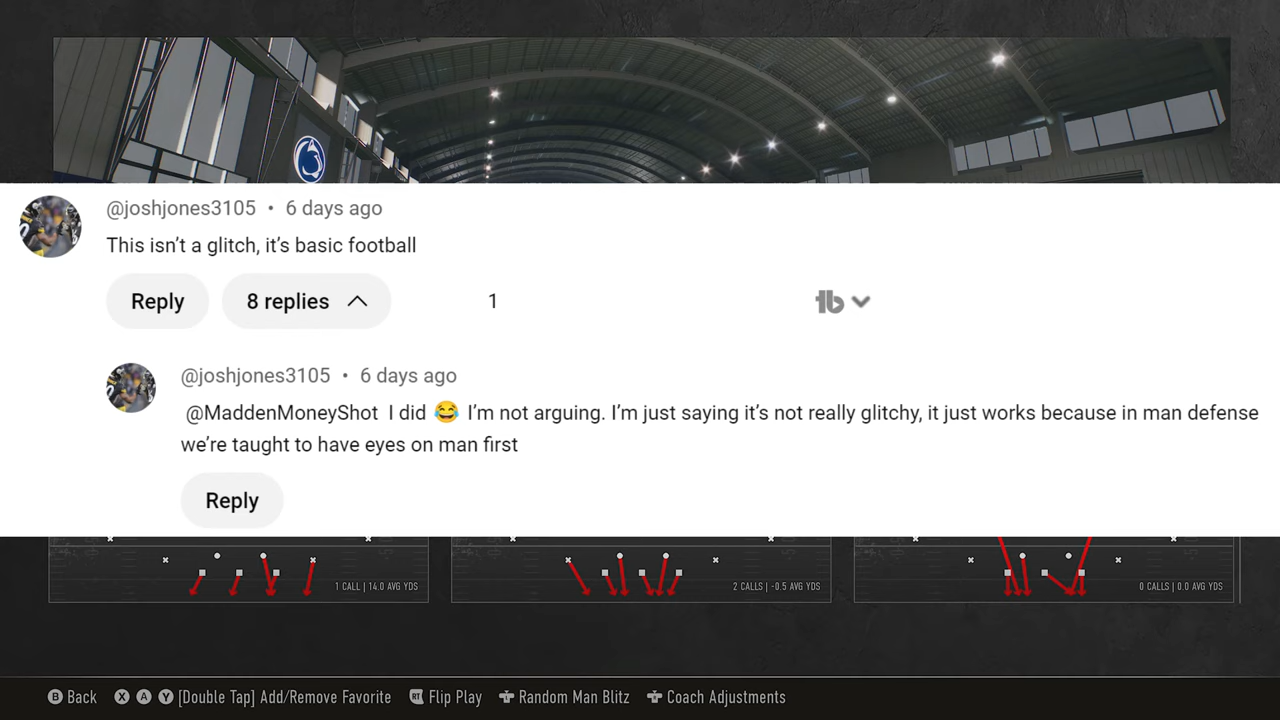 @joshjones3105 • 6 days ago
This isn't a glitch, it's basic football
Reply 8 replies 1 tb
@joshjones3105 • 6 days ago
@MaddenMoneyShot I did 😂 I'm not arguing. I'm just saying it's not really glitchy, it just works because in man defense
we're taught to have eyes on man first
Reply
1 CALL | 14.0 AVG YDS 2 CALLS | -0.5 AVG YDS 0 CALLS | 0.0 AVG YDS
B Back X A Y [Double Tap] Add/Remove Favorite RT Flip Play Random Man Blitz Coach Adjustments